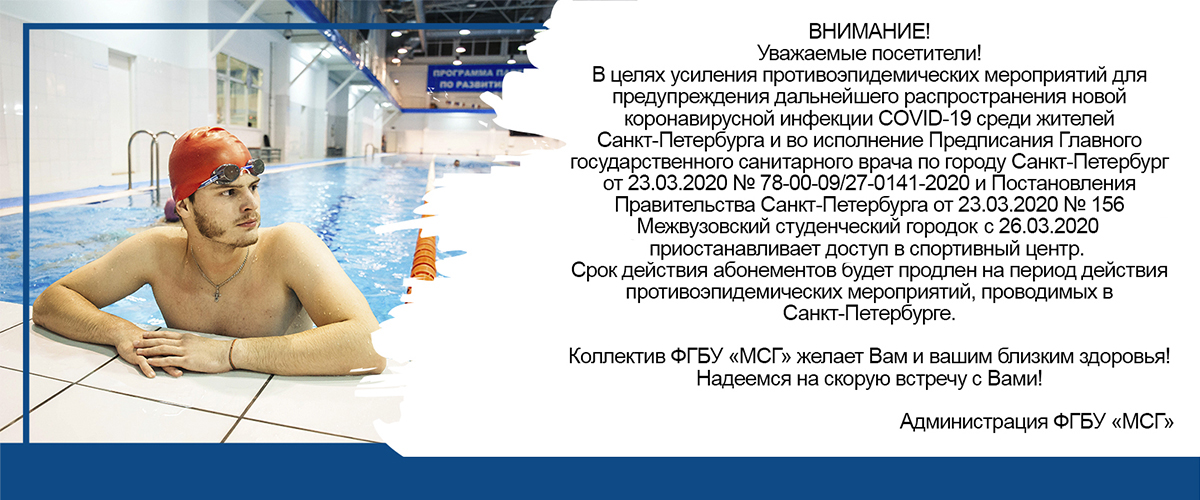 ПРОГРАММА ПА
ПО РАЗВИТИ
ВНИМАНИЕ!
Уважаемые посетители!
В целях усиления противоэпидемических мероприятий для
предупреждения дальнейшего распространения новой
коронавирусной инфекции COVID-19 среди жителей
Санкт-Петербурга и во исполнение Предписания Главного
государственного санитарного врача по городу Санкт-Петербург
от 23.03.2020 № 78-00-09/27-0141-2020 и Постановления
Правительства Санкт-Петербурга от 23.03.2020 № 156
Межвузовский студенческий городок с 26.03.2020
приостанавливает доступ в спортивный центр.
Срок действия абонементов будет продлен на период действия
противоэпидемических мероприятий, проводимых в
Санкт-Петербурге.
Коллектив ФГБУ «МСГ» желает Вам и вашим близким здоровья!
Надеемся на скорую встречу с Вами!
Администрация ФГБУ «МСГ»